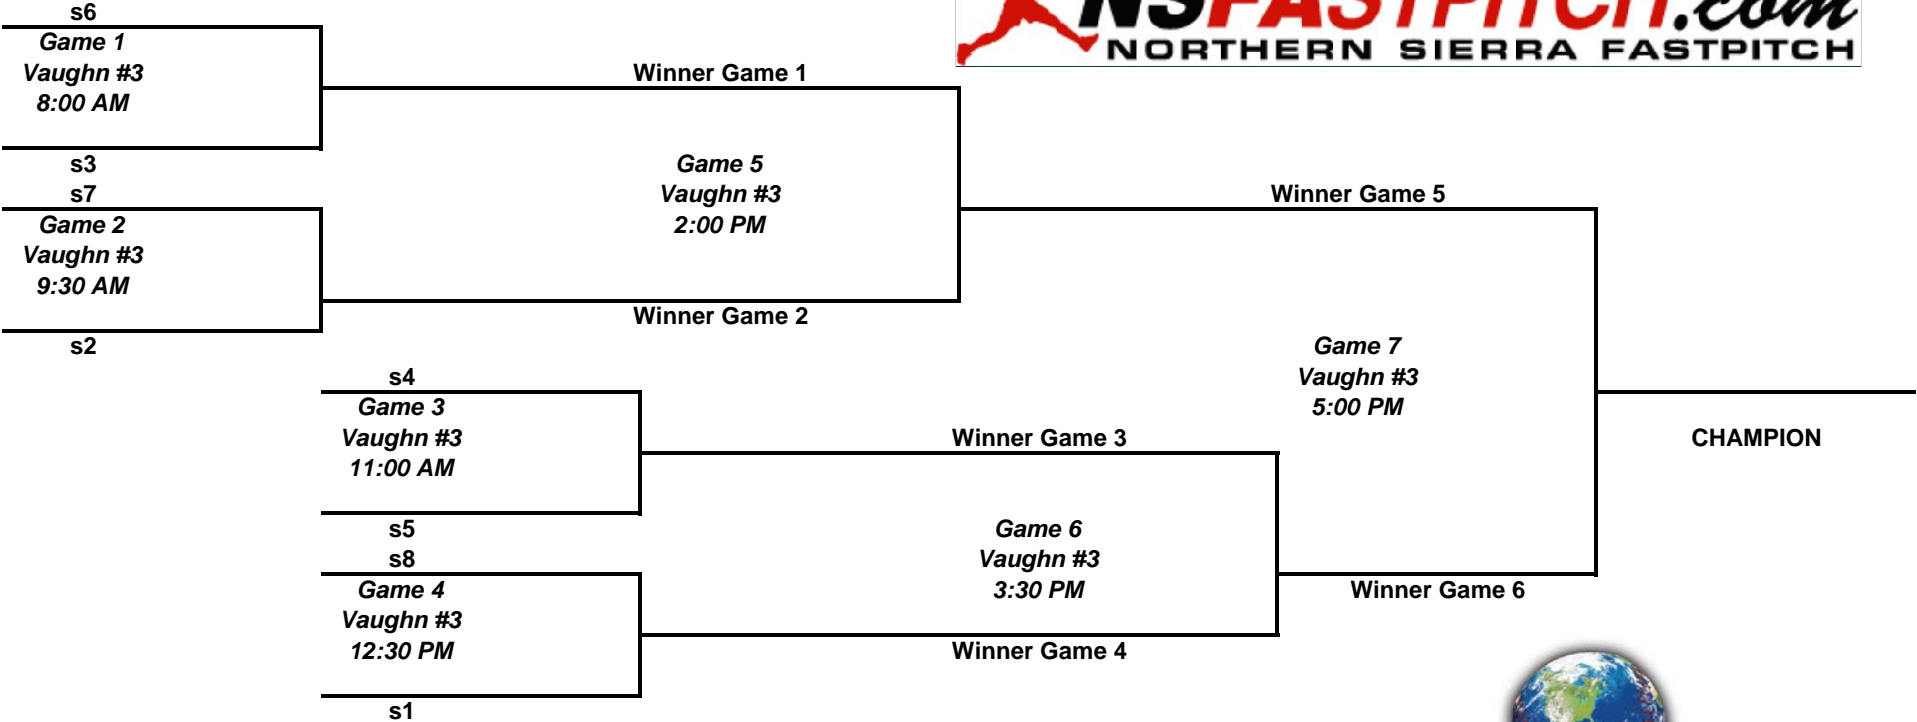 NSFASTPITCH.com
NORTHERN SIERRA FASTPITCH
s6
Game 1
Vaughn #3
8:00 AM
s3
Winner Game 1
s7
Game 2
Vaughn #3
9:30 AM
s2
Game 5
Vaughn #3
2:00 PM
Winner Game 2
Winner Game 5
s4
Game 3
Vaughn #3
11:00 AM
s5
Winner Game 3
s8
Game 4
Vaughn #3
12:30 PM
s1
Game 6
Vaughn #3
3:30 PM
Winner Game 4
Game 7
Vaughn #3
5:00 PM
Winner Game 6
CHAMPION